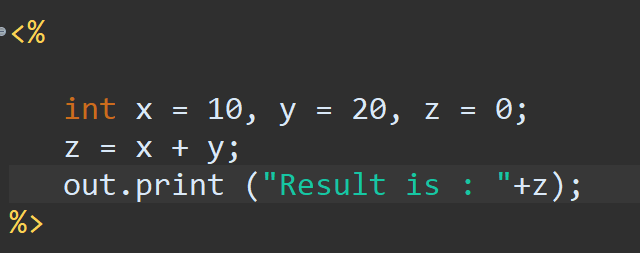 <%
int x = 10, y = 20, z = 0;
z = x + y;
out.print ("Result is : "+z);
%>